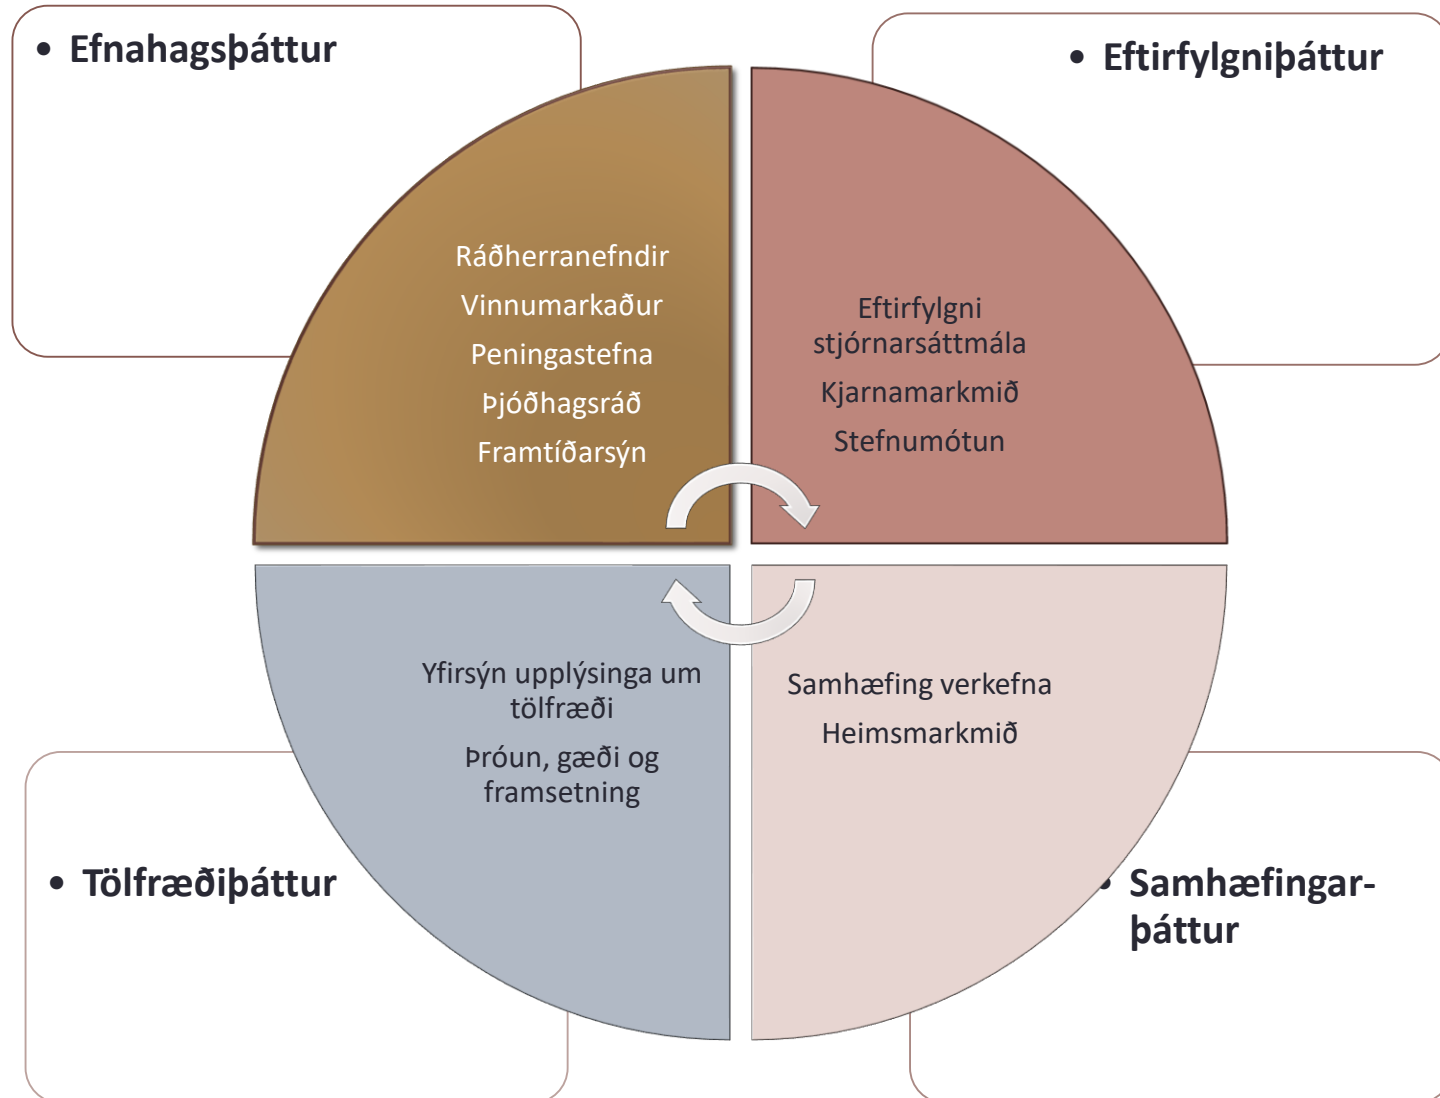 • Efnahagsþáttur
Ráðherranefndir
Vinnumarkaður
Peningastefna
Þjóðhagsráð
Framtíðarsýn
• Eftirfylgniþáttur
Eftirfylgni
stjórnarsáttmála
Kjarnamarkmið
Stefnumótun
Yfirsýn upplýsinga um
tölfræði
Þróun, gæði og
framsetning
• Tölfræðiþáttur
Samhæfing verkefna
Heimsmarkmið
• Samhæfingar-
þáttur